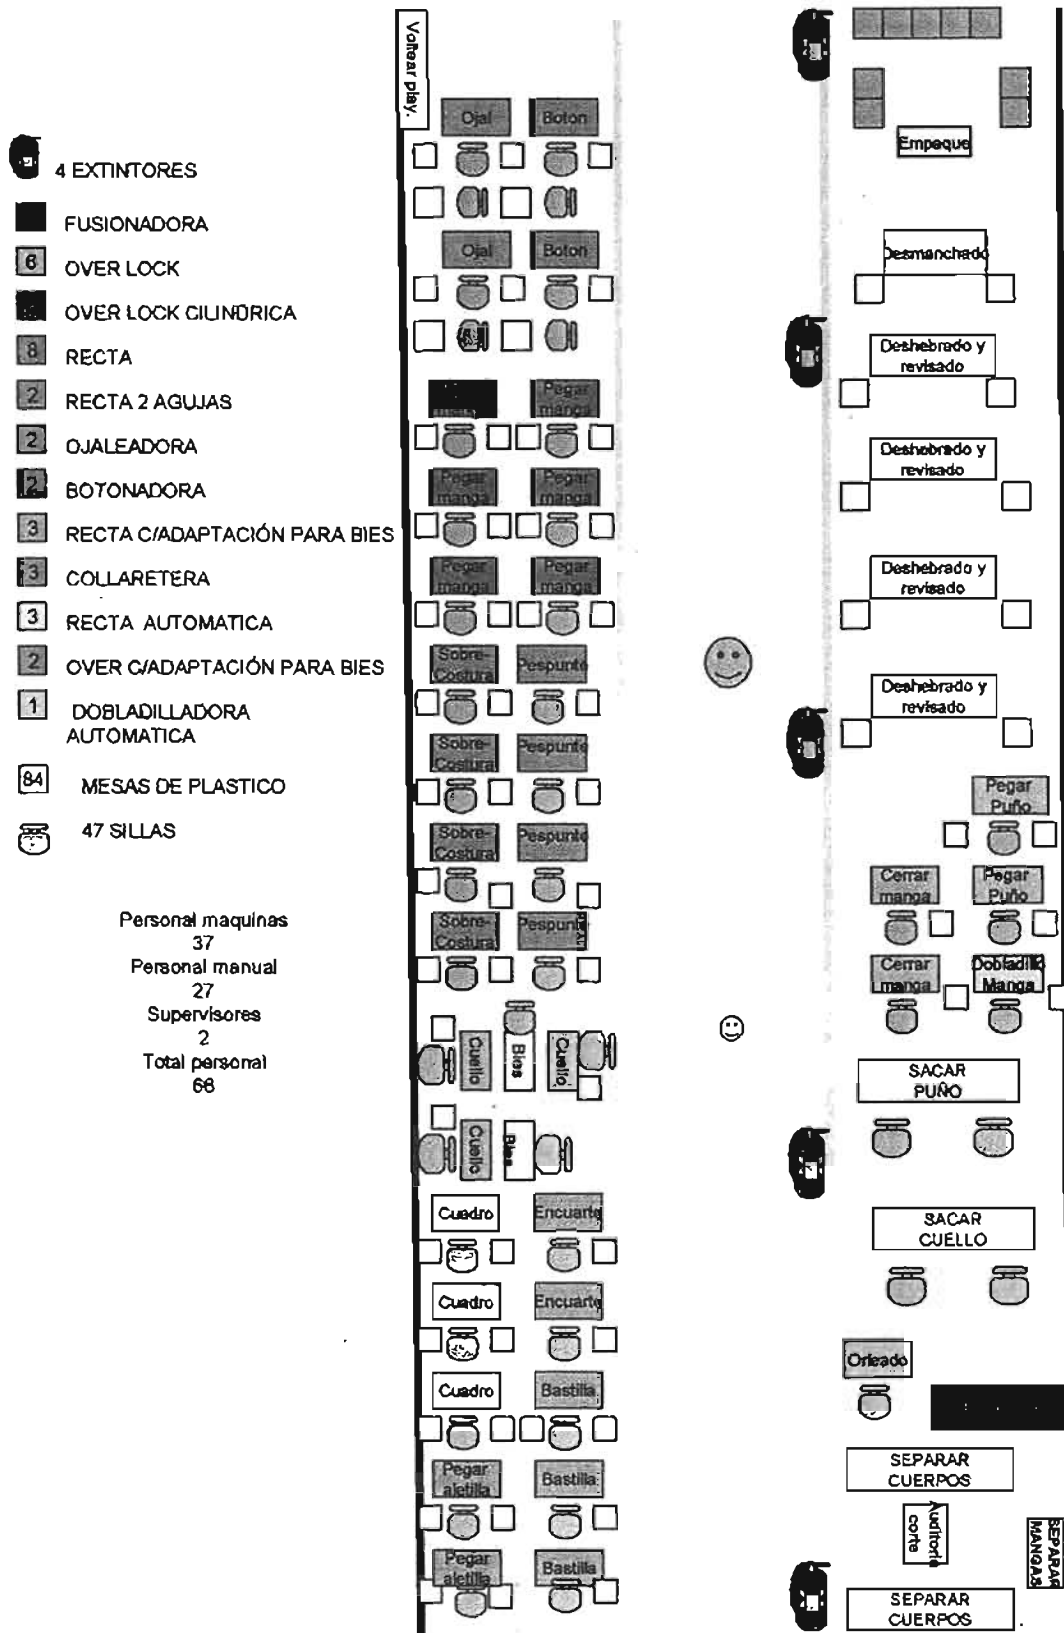 4 EXTINTORES
FUSIONADORA
6 OVER LOCK
OVER LOCK CILINDRICA
8 RECTA
2 RECTA 2 AGUJAS
2 OJALEADORA
2 BOTONADORA
3 RECTA C/ADAPTACIÓN PARA BIES
3 COLLARETERA
3 RECTA AUTOMATICA
2 OVER C/ADAPTACIÓN PARA BIES
1 DOBLADILLADORA
AUTOMATICA
84 MESAS DE PLASTICO
47 SILLAS
Personal maquinas
37
Personal manual
27
Supervisores
2
Total personal
66
Voltear play.
Ojal
Boton
Ojal
Boton
Pegar
manga
Pegar
manga
Pegar
manga
Pegar
manga
Pegar
manga
Sobre-
Costura
Pespunte
Sobre-
Costura
Pespunte
Sobre-
Costura
Pespunte
Sobre-
Costura
Pespunte
Cuello
Bies
Cuello
Cuello
Bies
Cuadro
Encuarte
Cuadro
Encuarte
Cuadro
Bastilla
Pegar
aletilla
Bastilla
Pegar
aletilla
Bastilla
Empaque
Desmanchado
Deshebrado y
revisado
Deshebrado y
revisado
Deshebrado y
revisado
Deshebrado y
revisado
Pegar
Puño
Cerrar
manga
Pegar
Puño
Cerrar
manga
Dobladill
Manga
SACAR
PUÑO
SACAR
CUELLO
Orleado
SEPARAR
CUERPOS
Auditoria
corte
SEPARAR
MANGAS
SEPARAR
CUERPOS